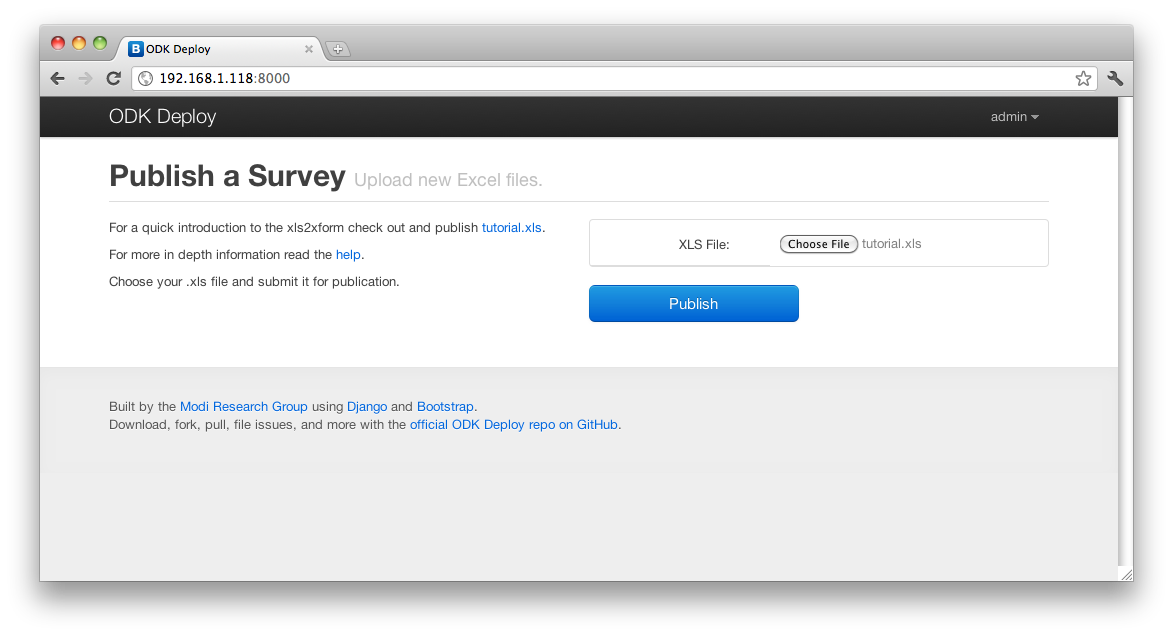 ODK Deploy
192.168.1.118:8000
ODK Deploy admin
Publish a Survey Upload new Excel files.
For a quick introduction to the xls2xform check out and publish tutorial.xls.
For more in depth information read the help.
Choose your .xls file and submit it for publication.
XLS File: Choose File tutorial.xls
Publish
Built by the Modi Research Group using Django and Bootstrap.
Download, fork, pull, file issues, and more with the official ODK Deploy repo on GitHub.